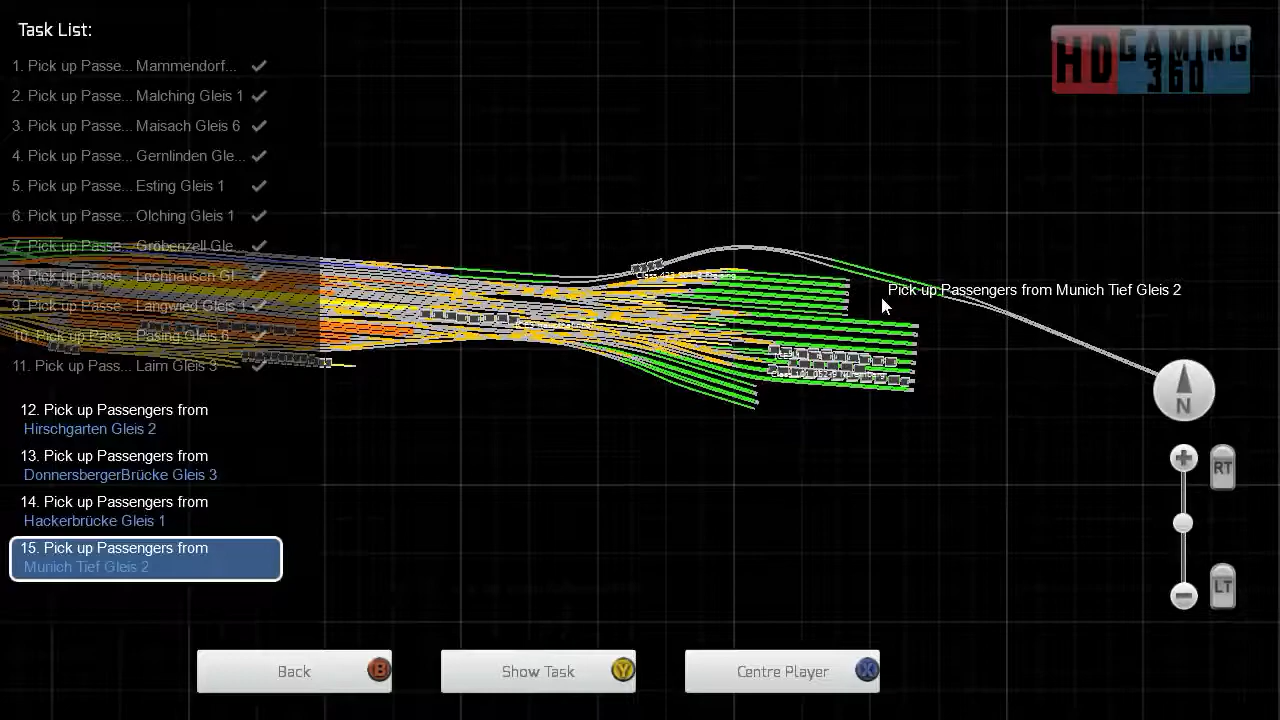 Task List:
1. Pick up Passe... Mammendorf...
2. Pick up Passe... Malching Gleis 1
3. Pick up Passe... Maisach Gleis 6
4. Pick up Passe... Gernlinden Gle...
5. Pick up Passe... Esting Gleis 1
6. Pick up Passe... Olching Gleis 1
7. Pick up Passe... Gröbenzell Gle...
8. Pick up Passe... Lochhausen Gl...
9. Pick up Passe... Langwied Gleis 1
10. Pick up Pass... Pasing Gleis 6
11. Pick up Pass... Laim Gleis 3
12. Pick up Passengers from
Hirschgarten Gleis 2
13. Pick up Passengers from
DonnersbergerBrücke Gleis 3
14. Pick up Passengers from
Hackerbrücke Gleis 1
15. Pick up Passengers from
Munich Tief Gleis 2
HD GAMING
360
Pick up Passengers from Munich Tief Gleis 2
N
RT
LT
Back B
Show Task Y
Centre Player X